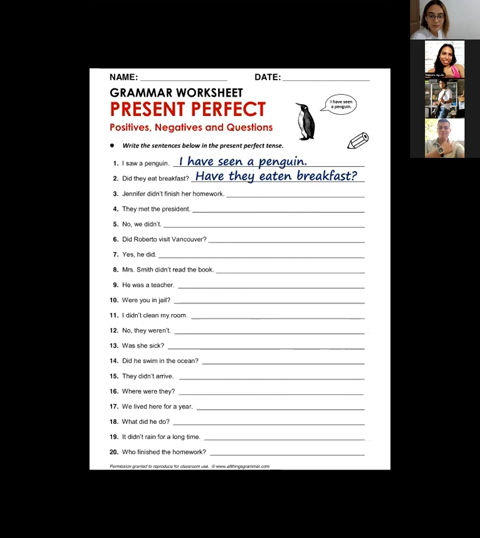 NAME: DATE:
GRAMMAR WORKSHEET
PRESENT PERFECT
Positives, Negatives and Questions
I have seen
a penguin.
Write the sentences below in the present perfect tense.
1. I saw a penguin. I have seen a penguin.
2. Did they eat breakfast? Have they eaten breakfast?
3. Jennifer didn't finish her homework.
4. They met the president.
5. No, we didn't.
6. Did Roberto visit Vancouver?
7. Yes, he did.
8. Mrs. Smith didn't read the book.
9. He was a teacher.
10. Were you in jail?
11. I didn't clean my room.
12. No, they weren't.
13. Was she sick?
14. Did he swim in the ocean?
15. They didn't arrive.
16. Where were they?
17. We lived here for a year.
18. What did he do?
19. It didn't rain for a long time.
20. Who finished the homework?
Permission granted to reproduce for classroom use. © www.allthingsgrammar.com